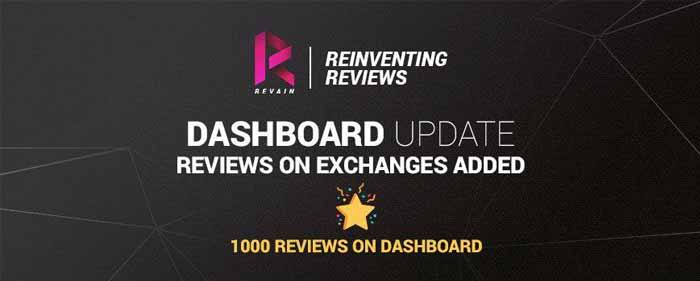 REVAIN
REINVENTING
REVIEWS
DASHBOARD UPDATE
REVIEWS ON EXCHANGES ADDED
1000 REVIEWS ON DASHBOARD